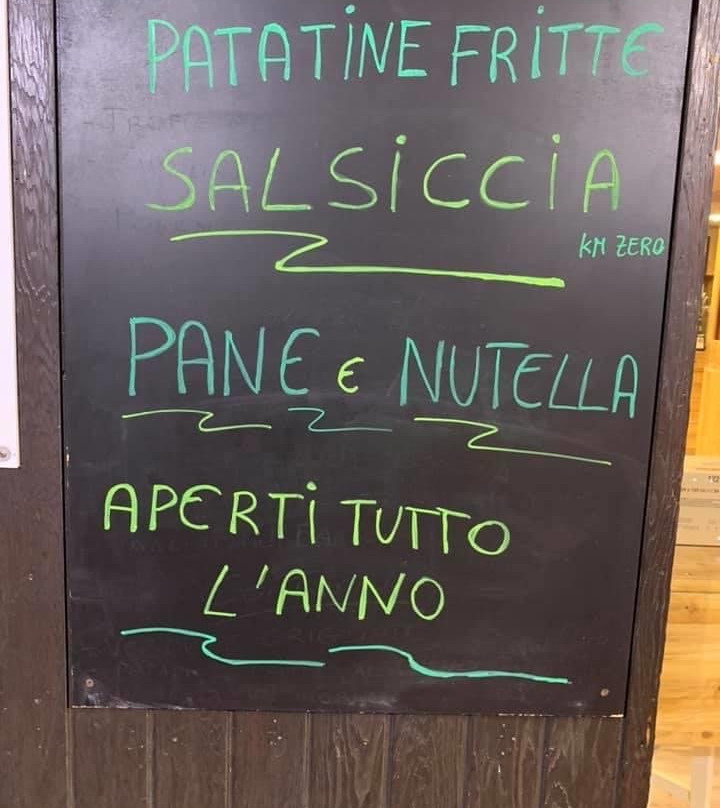 PATATINE FRITTE
SALSICCIA
KM ZERO
PANE E NUTELLA
APERTI TUTTO
L'ANNO